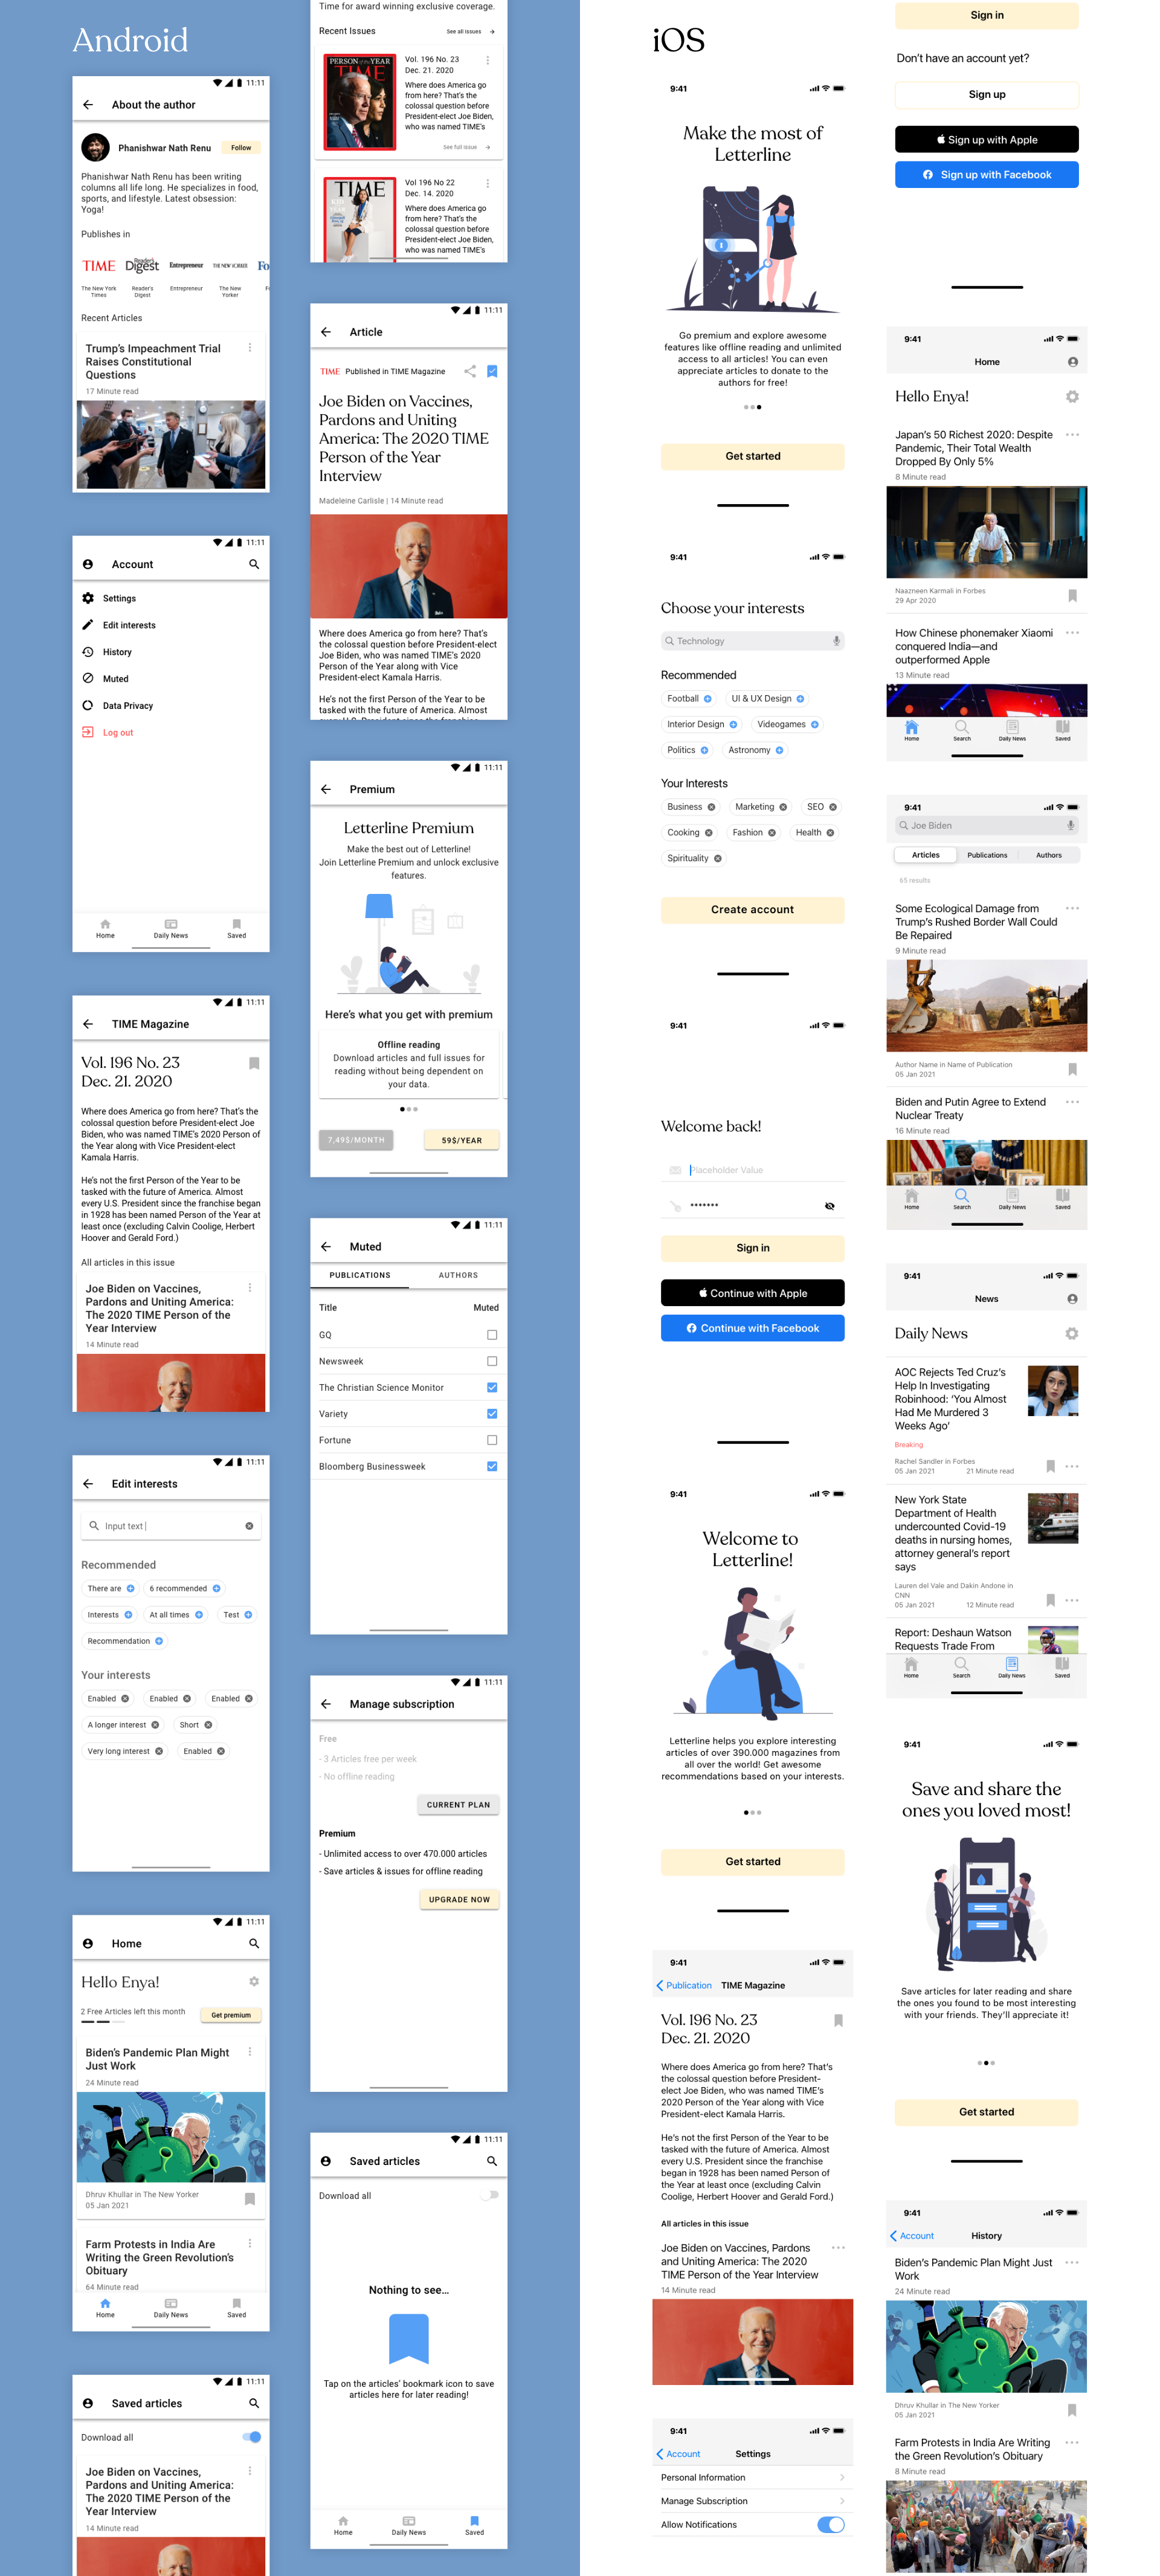 Android
11:11
About the author
Phanishwar Nath Renu
Follow
Phanishwar Nath Renu has been writing
columns all life long. He specializes in food,
sports, and lifestyle. Latest obsession:
Yoga!
Publishes in
TIME
Reader's
Digest
Entrepreneur
THE NEW YORKER
Fo
The New York
Times
Reader's
Digest
Entrepreneur
The New
Yorker
Recent Articles
Trump's Impeachment Trial
Raises Constitutional
Questions
17 Minute read
11:11
Account
Settings
Edit interests
History
Muted
Data Privacy
Log out
Home
Daily News
Saved
11:11
TIME Magazine
Vol. 196 No. 23
Dec. 21. 2020
Where does America go from here? That's the
colossal question before President-elect Joe
Biden, who was named TIME's 2020 Person of
the Year along with Vice President-elect
Kamala Harris.
He's not the first Person of the Year to be
tasked with the future of America. Almost
every U.S. President since the franchise began
in 1928 has been named Person of the Year at
least once (excluding Calvin Coolige, Herbert
Hoover and Gerald Ford.)
All articles in this issue
Joe Biden on Vaccines,
Pardons and Uniting America:
The 2020 TIME Person of the
Year Interview
14 Minute read
11:11
Edit interests
Input text
Recommended
There are
6 recommended
Interests
At all times
Test
Recommendation
Your interests
Enabled
Enabled
Enabled
A longer interest
Short
Very long interest
Enabled
11:11
Home
Hello Enya!
2 Free Articles left this month
Get premium
Biden's Pandemic Plan Might
Just Work
24 Minute read
Dhruv Khullar in The New Yorker
05 Jan 2021
Farm Protests in India Are
Writing the Green Revolution's
Obituary
64 Minute read
Home
Daily News
Saved
11:11
Saved articles
Download all
Joe Biden on Vaccines,
Pardons and Uniting America:
The 2020 TIME Person of the
Year Interview
14 Minute read
Time for award winning exclusive coverage.
Recent Issues
See all issues
PERSON of the YEAR
TIME
Vol. 196 No. 23
Dec. 21. 2020
Where does America go
from here? That's the
colossal question before
President-elect Joe Biden,
who was named TIME's
See full issue
TIME
Vol 196 No 22
Dec. 14. 2020
Where does America go
from here? That's the
colossal question before
President-elect Joe Biden,
who was named TIME's
11:11
Article
TIME
Published in TIME Magazine
Joe Biden on Vaccines,
Pardons and Uniting
America: The 2020 TIME
Person of the Year
Interview
Madeleine Carlisle | 14 Minute read
Where does America go from here? That's
the colossal question before President-elect
Joe Biden, who was named TIME's 2020
Person of the Year along with Vice
President-elect Kamala Harris.
He's not the first Person of the Year to be
tasked with the future of America. Almost
every U.S. President since the franchise
11:11
Premium
Letterline Premium
Make the best out of Letterline!
Join Letterline Premium and unlock exclusive
features.
Here's what you get with premium
Offline reading
Download articles and full issues for
reading without being dependent on
your data.
7,49$/MONTH
59$/YEAR
11:11
Muted
PUBLICATIONS
AUTHORS
Title
Muted
GQ
Newsweek
The Christian Science Monitor
Variety
Fortune
Bloomberg Businessweek
11:11
Manage subscription
Free
- 3 Articles free per week
- No offline reading
CURRENT PLAN
Premium
- Unlimited access to over 470.000 articles
- Save articles & issues for offline reading
UPGRADE NOW
11:11
Saved articles
Download all
Nothing to see...
Tap on the articles' bookmark icon to save
articles here for later reading!
Home
Daily News
Saved
iOS
9:41
Make the most of
Letterline
Go premium and explore awesome
features like offline reading and unlimited
access to all articles! You can even
appreciate articles to donate to the
authors for free!
Get started
9:41
Choose your interests
Technology
Recommended
Football
UI & UX Design
Interior Design
Videogames
Politics
Astronomy
Your Interests
Business
Marketing
SEO
Cooking
Fashion
Health
Spirituality
Create account
9:41
Welcome back!
Placeholder Value
•••••••
Sign in
Continue with Apple
Continue with Facebook
9:41
Welcome to
Letterline!
Letterline helps you explore interesting
articles of over 390.000 magazines from
all over the world! Get awesome
recommendations based on your interests.
Get started
9:41
Publication
TIME Magazine
Vol. 196 No. 23
Dec. 21. 2020
Where does America go from here? That's
the colossal question before President-
elect Joe Biden, who was named TIME's
2020 Person of the Year along with Vice
President-elect Kamala Harris.
He's not the first Person of the Year to be
tasked with the future of America. Almost
every U.S. President since the franchise
began in 1928 has been named Person of
the Year at least once (excluding Calvin
Coolige, Herbert Hoover and Gerald Ford.)
All articles in this issue
Joe Biden on Vaccines, Pardons
and Uniting America: The 2020
TIME Person of the Year Interview
14 Minute read
9:41
Account
Settings
Personal Information
Manage Subscription
Allow Notifications
Sign in
Don't have an account yet?
Sign up
Sign up with Apple
Sign up with Facebook
9:41
Home
Hello Enya!
Japan's 50 Richest 2020: Despite
Pandemic, Their Total Wealth
Dropped By Only 5%
8 Minute read
Naazneen Karmali in Forbes
29 Apr 2020
How Chinese phonemaker Xiaomi
conquered India—and
outperformed Apple
13 Minute read
Home
Search
Daily News
Saved
9:41
Joe Biden
Articles
Publications
Authors
65 results
Some Ecological Damage from
Trump's Rushed Border Wall Could
Be Repaired
9 Minute read
Author Name in Name of Publication
05 Jan 2021
Biden and Putin Agree to Extend
Nuclear Treaty
16 Minute read
Home
Search
Daily News
Saved
9:41
News
Daily News
AOC Rejects Ted Cruz's
Help In Investigating
Robinhood: 'You Almost
Had Me Murdered 3
Weeks Ago'
Breaking
Rachel Sandler in Forbes
05 Jan 2021
21 Minute read
New York State
Department of Health
undercounted Covid-19
deaths in nursing homes,
attorney general's report
says
Lauren del Vale and Dakin Andone in
CNN
05 Jan 2021
12 Minute read
Report: Deshaun Watson
Requests Trade From
Home
Search
Daily News
Saved
9:41
Save and share the
ones you loved most!
Save articles for later reading and share
the ones you found to be most interesting
with your friends. They'll appreciate it!
Get started
9:41
Account
History
Biden's Pandemic Plan Might Just
Work
24 Minute read
Dhruv Khullar in The New Yorker
05 Jan 2021
Farm Protests in India Are Writing
the Green Revolution's Obituary
8 Minute read